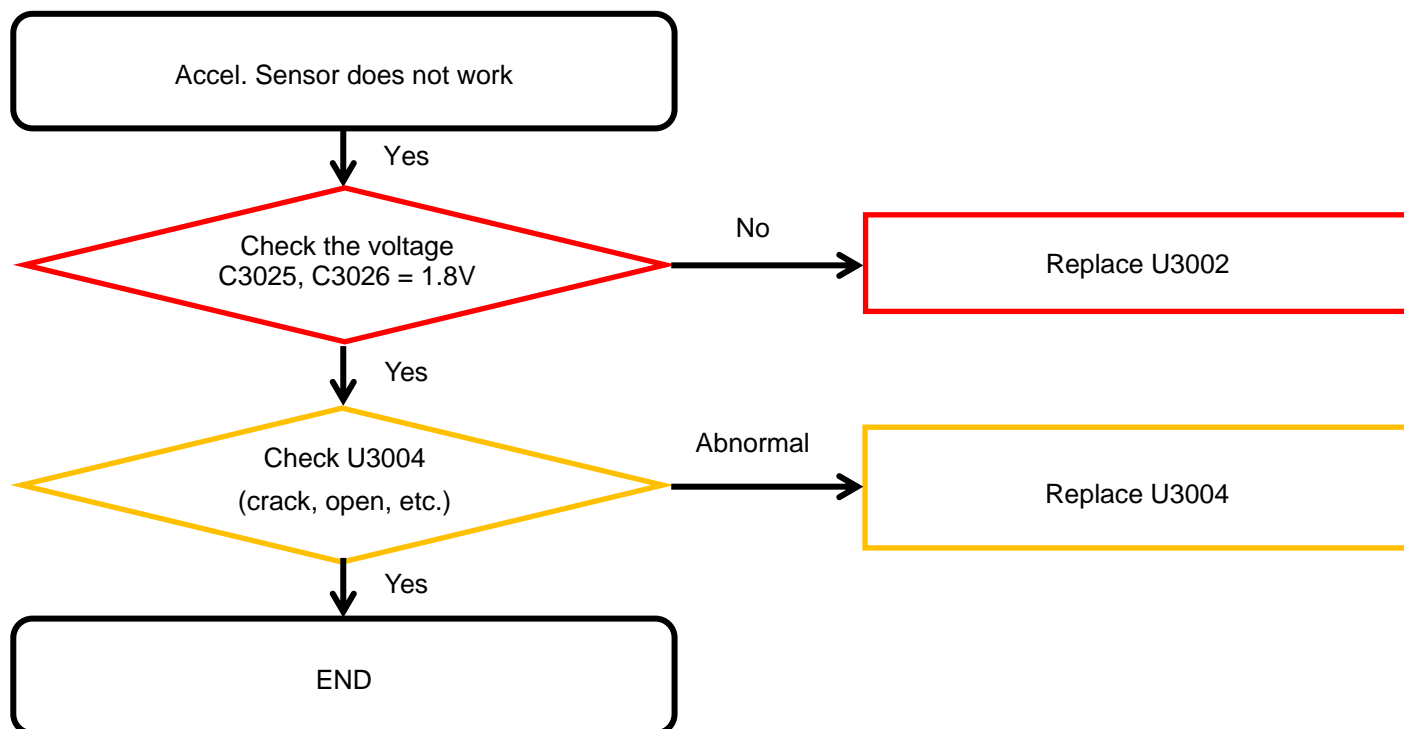 Accel. Sensor does not work
Yes
Check the voltage
C3025, C3026 = 1.8V
No
Replace U3002
Yes
Check U3004
(crack, open, etc.)
Abnormal
Replace U3004
Yes
END